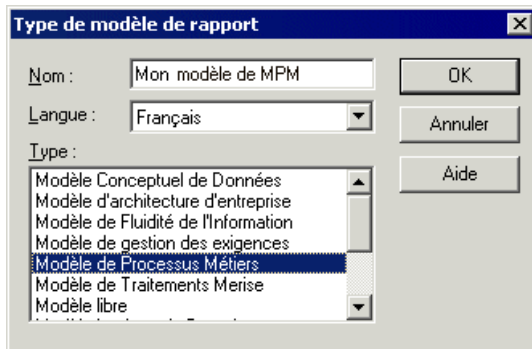 Type de modèle de rapport
Nom : Mon modèle de MPM OK
Langue : Français Annuler
Type : Aide
Modèle Conceptuel de Données
Modèle d'architecture d'entreprise
Modèle de Fluidité de l'Information
Modèle de gestion des exigences
Modèle de Processus Métiers
Modèle de Traitements Merise
Modèle libre